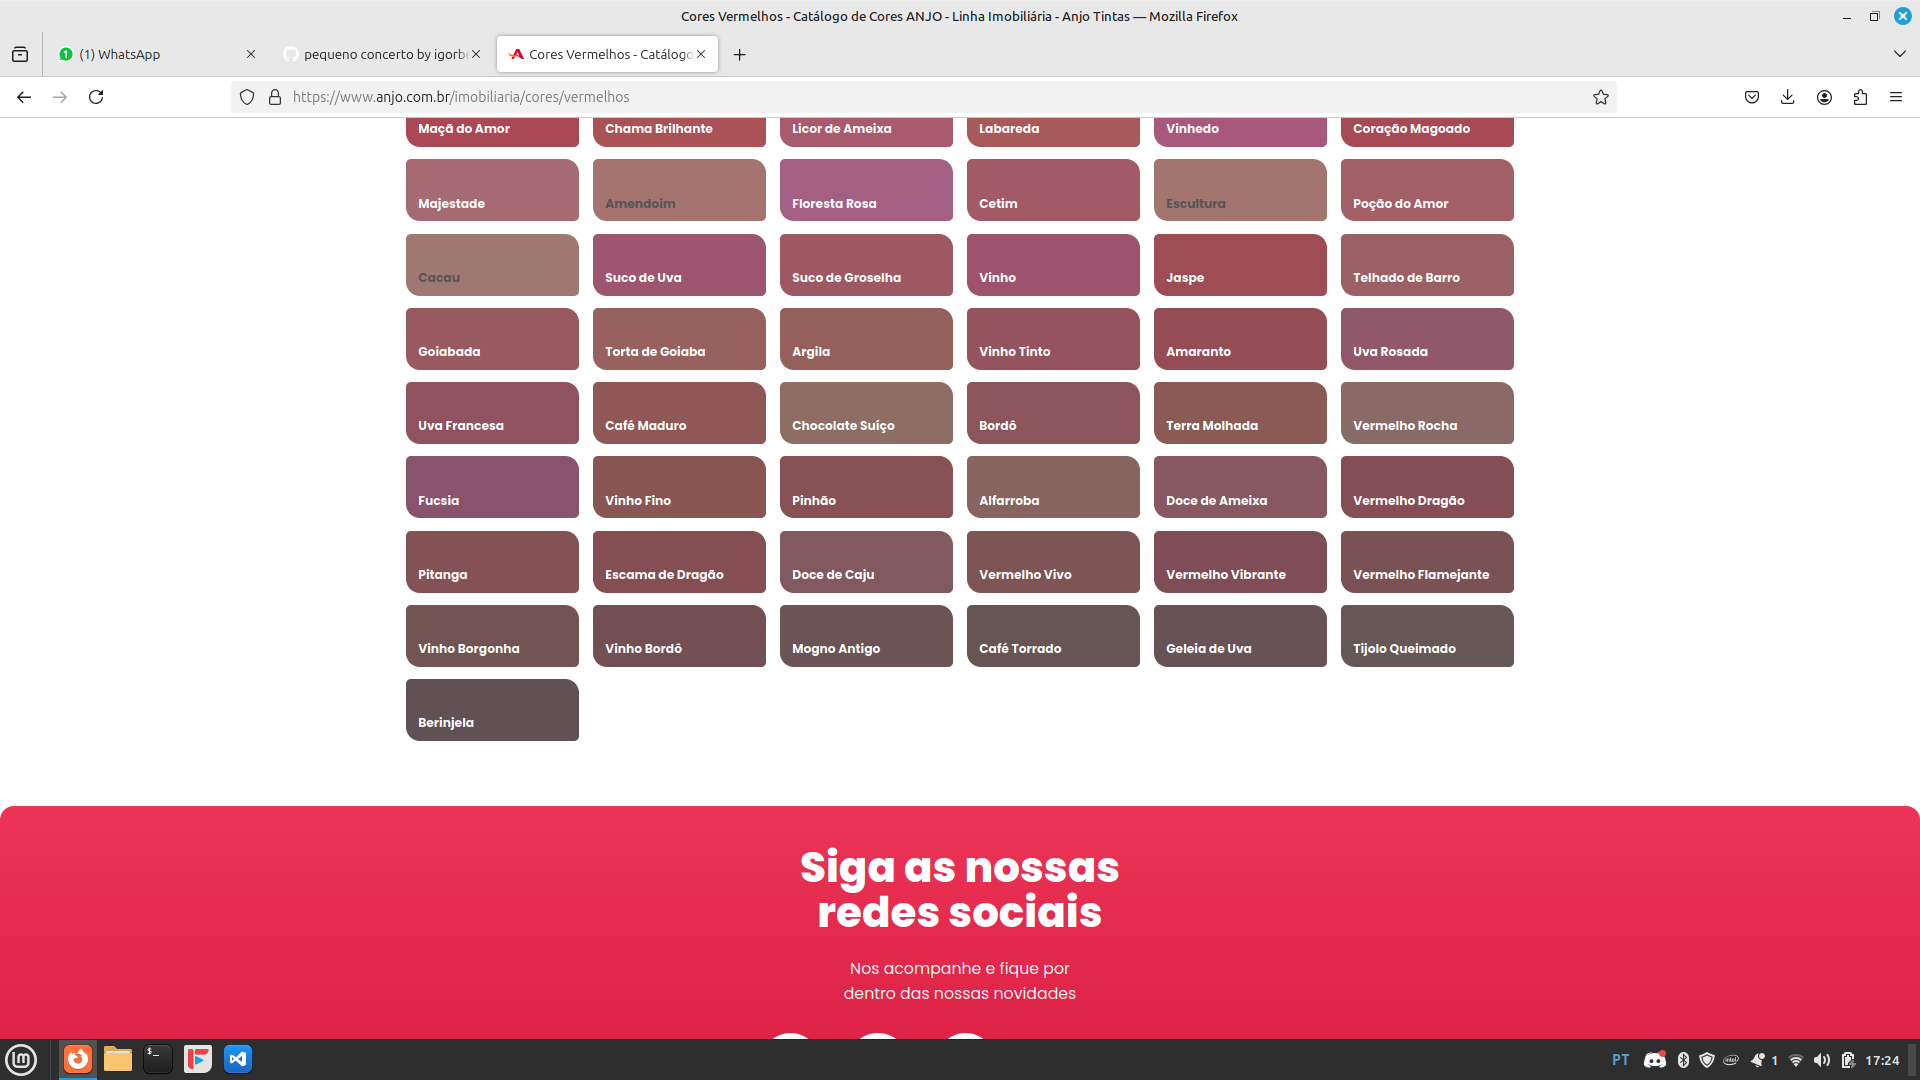 Cores Vermelhos - Catálogo de Cores ANJO - Linha Imobiliária - Anjo Tintas — Mozilla Firefox
(1) WhatsApp
pequeno concerto by igorb
Cores Vermelhos - Catálogo
https://www.anjo.com.br/imobiliaria/cores/vermelhos
Maçã do Amor
Chama Brilhante
Licor de Ameixa
Labareda
Vinhedo
Coração Magoado
Majestade
Amendoim
Floresta Rosa
Cetim
Escultura
Poção do Amor
Cacau
Suco de Uva
Suco de Groselha
Vinho
Jaspe
Telhado de Barro
Goiabada
Torta de Goiaba
Argila
Vinho Tinto
Amaranto
Uva Rosada
Uva Francesa
Café Maduro
Chocolate Suíço
Bordô
Terra Molhada
Vermelho Rocha
Fucsia
Vinho Fino
Pinhão
Alfarroba
Doce de Ameixa
Vermelho Dragão
Pitanga
Escama de Dragão
Doce de Caju
Vermelho Vivo
Vermelho Vibrante
Vermelho Flamejante
Vinho Borgonha
Vinho Bordô
Mogno Antigo
Café Torrado
Geleia de Uva
Tijolo Queimado
Berinjela
Siga as nossas
redes sociais
Nos acompanhe e fique por
dentro das nossas novidades
PT
1
17:24